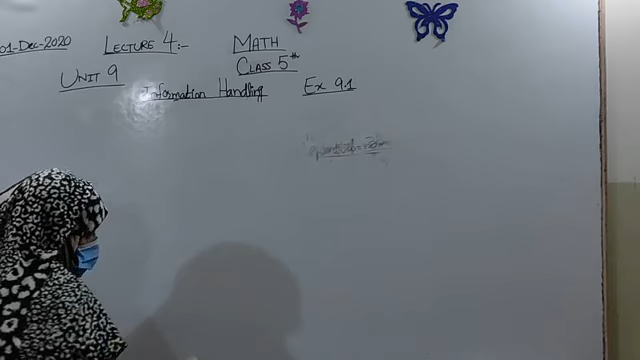 01-Dec-2020 LECTURE 4:- MATH
CLASS 5th
UNIT 9
Information Handling Ex 9.1